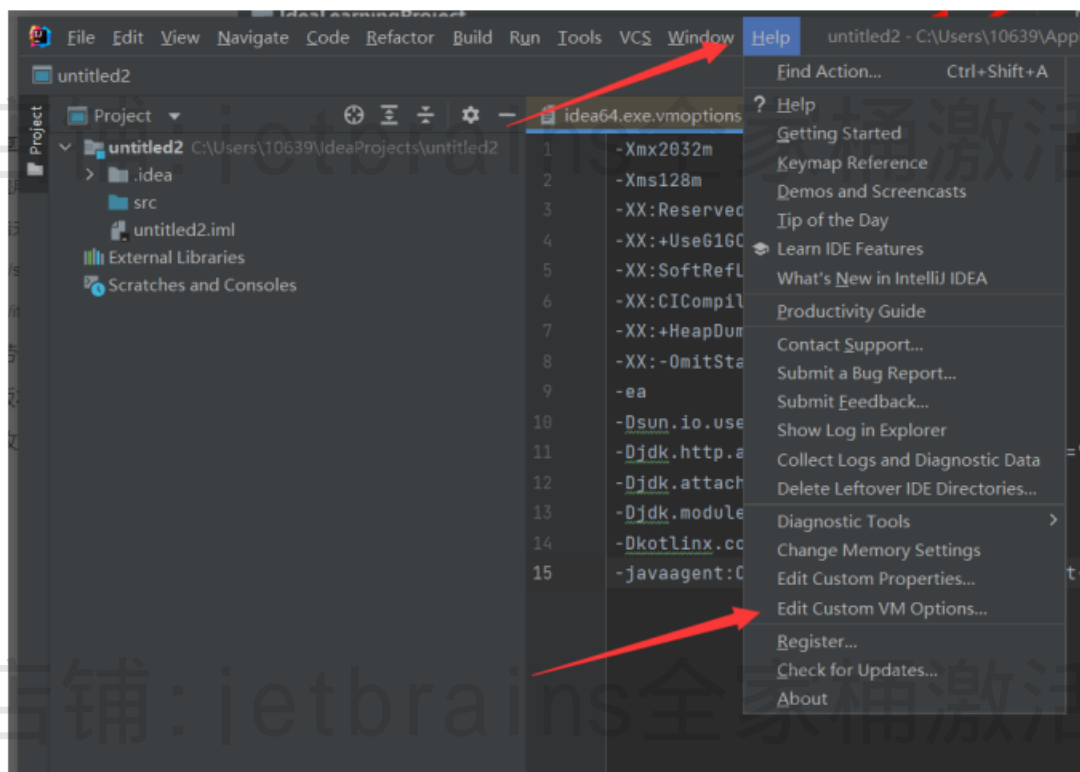 IdeaLearningProject
File Edit View Navigate Code Refactor Build Run Tools VCS Window Help untitled2 - C:\Users\10639\App
untitled2
Project
Project
idea64.exe.vmoptions
untitled2 C:\Users\10639\IdeaProjects\untitled2
.idea
src
untitled2.iml
External Libraries
Scratches and Consoles
1 -Xmx2032m
2 -Xms128m
3 -XX:Reserved
4 -XX:+UseG1GC
5 -XX:SoftRefL
6 -XX:CICompil
7 -XX:+HeapDum
8 -XX:-OmitSta
9 -ea
10 -Dsun.io.use
11 -Djdk.http.a
12 -Djdk.attach
13 -Djdk.module
14 -Dkotlinx.co
15 -javaagent:C
Find Action... Ctrl+Shift+A
? Help
Getting Started
Keymap Reference
Demos and Screencasts
Tip of the Day
Learn IDE Features
What's New in IntelliJ IDEA
Productivity Guide
Contact Support...
Submit a Bug Report...
Submit Feedback...
Show Log in Explorer
Collect Logs and Diagnostic Data
Delete Leftover IDE Directories...
Diagnostic Tools
Change Memory Settings
Edit Custom Properties...
Edit Custom VM Options...
Register...
Check for Updates...
About
店铺:jetbrains全家桶激活
店铺:jetbrains全家桶激活